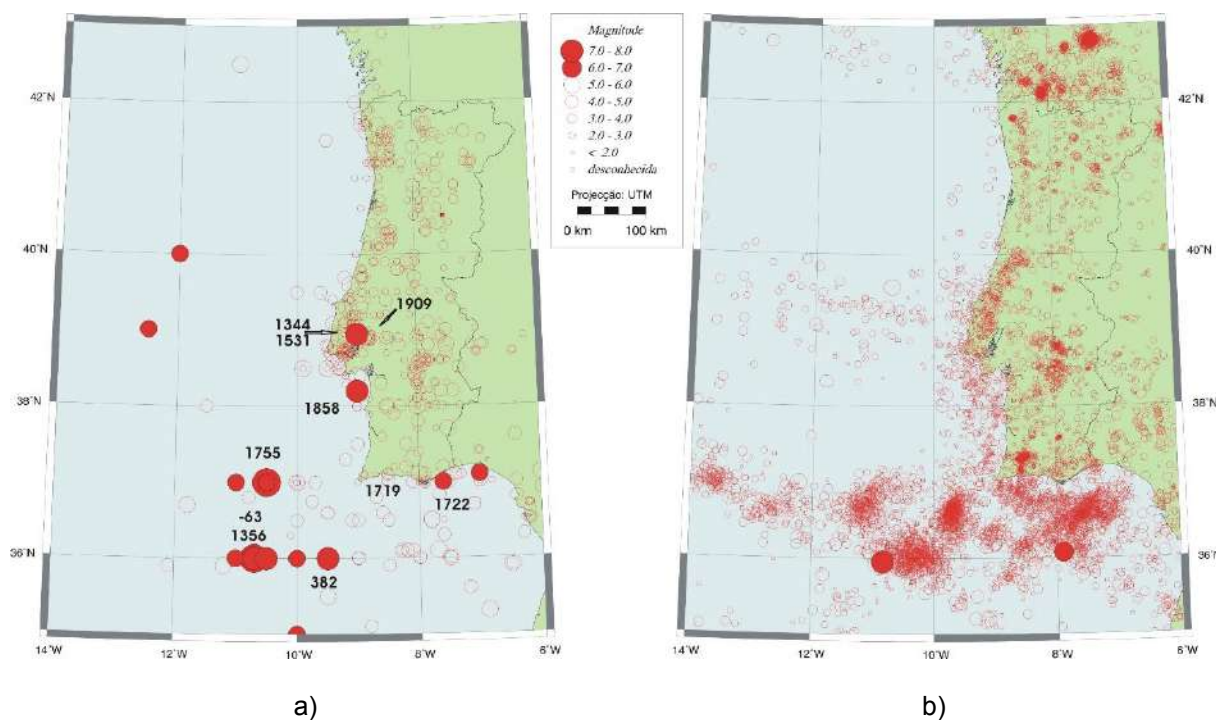 Magnitude
7.0 - 8.0
6.0 - 7.0
5.0 - 6.0
4.0 - 5.0
3.0 - 4.0
2.0 - 3.0
< 2.0
desconhecida
Projecção: UTM
0 km 100 km
42°N
40°N
38°N
36°N
14°W
12°W
10°W
8°W
6°W
1909
1344
1531
1858
1755
1719
1722
-63
1356
382
a)
42°N
40°N
38°N
36°N
14°W
12°W
10°W
8°W
6°W
b)